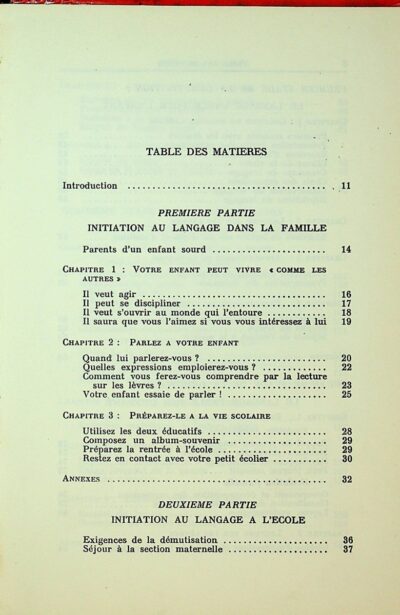 TABLE DES MATIERES
Introduction ...................................... 11
PREMIERE PARTIE
INITIATION AU LANGAGE DANS LA FAMILLE
Parents d'un enfant sourd ...................... 14
CHAPITRE 1 : VOTRE ENFANT PEUT VIVRE « COMME LES
AUTRES »
Il veut agir .................................... 16
Il peut se discipliner ........................... 17
Il veut s'ouvrir au monde qui l'entoure ........... 18
Il saura que vous l'aimez si vous vous intéressez à lui 19
CHAPITRE 2 : PARLEZ A VOTRE ENFANT
Quand lui parlerez-vous ? ....................... 20
Quelles expressions emploierez-vous ? ............ 22
Comment vous ferez-vous comprendre par la lecture
sur les lèvres ? .............................. 23
Votre enfant essaie de parler ! ................... 25
CHAPITRE 3 : PRÉPAREZ-LE A LA VIE SCOLAIRE
Utilisez les deux éducatifs ...................... 28
Composez un album-souvenir .................... 29
Préparez la rentrée à l'école ..................... 29
Restez en contact avec votre petit écolier .......... 30
ANNEXES .......................................... 32
DEUXIEME PARTIE
INITIATION AU LANGAGE A L'ECOLE
Exigences de la démutisation ..................... 36
Séjour à la section maternelle .................... 37